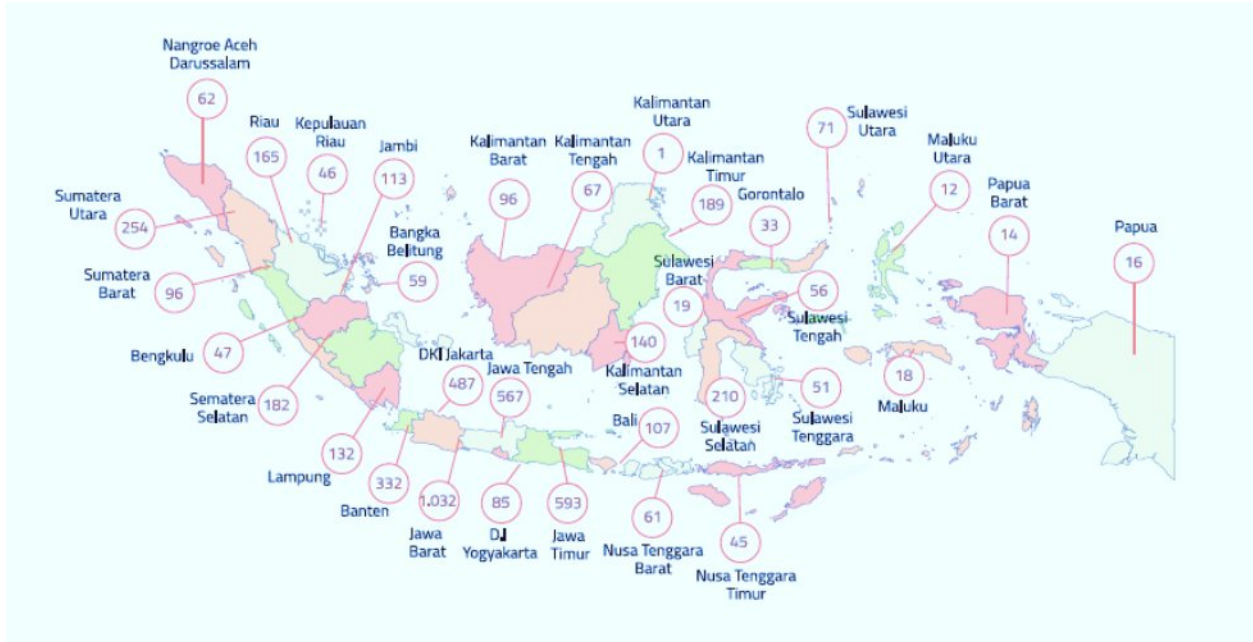 Nangroe Aceh
Darussalam
62
Riau
165
Kepulauan
Riau
46
Jambi
113
Sumatera
Utara
254
Bangka
Belitung
59
Sumatera
Barat
96
Bengkulu
47
Sematera
Selatan
182
Lampung
132
Kalimantan
Barat
96
Kalimantan
Tengah
67
Kalimantan
Utara
1
Kalimantan
Timur
189
Gorontalo
33
71
Sulawesi
Utara
Maluku
Utara
12
Papua
Barat
14
Papua
16
Sulawesi
Barat
19
56
Sulawesi
Tengah
140
Kalimantan
Selatan
DKI Jakarta
487
Jawa Tengah
567
Bali
107
210
Sulawesi
Selatan
51
Sulawesi
Tenggara
18
Maluku
332
Banten
1.032
Jawa
Barat
85
D.I
Yogyakarta
593
Jawa
Timur
61
Nusa Tenggara
Barat
45
Nusa Tenggara
Timur